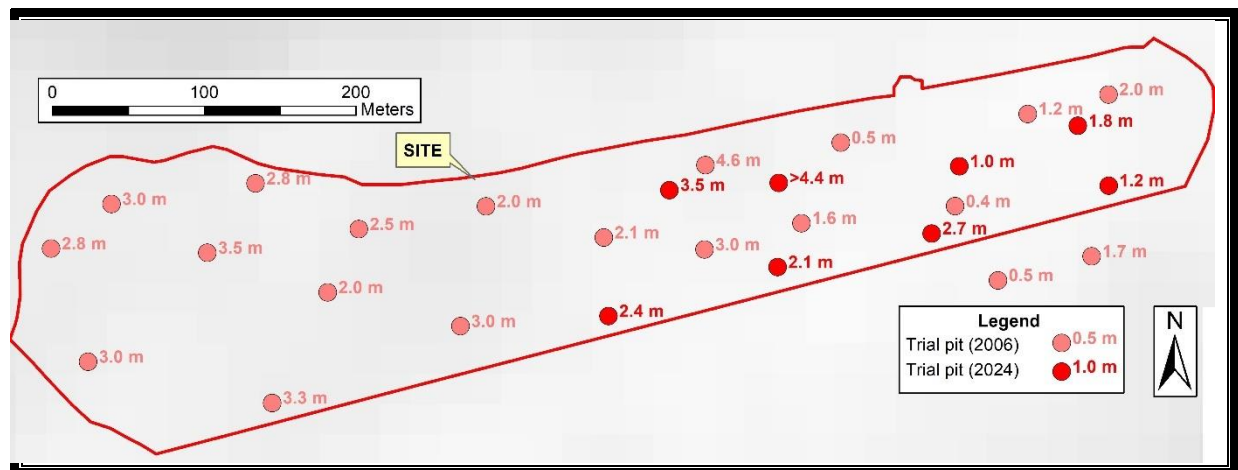 0 100 200
Meters
SITE
2.0 m
1.2 m
1.8 m
0.5 m
4.6 m
1.0 m
2.8 m
>4.4 m
3.5 m
1.2 m
3.0 m
2.0 m
0.4 m
1.6 m
2.5 m
2.7 m
2.1 m
2.8 m
3.5 m
3.0 m
1.7 m
2.1 m
0.5 m
2.0 m
2.4 m
3.0 m
3.0 m
3.3 m
Legend
Trial pit (2006) 0.5 m
Trial pit (2024) 1.0 m
N